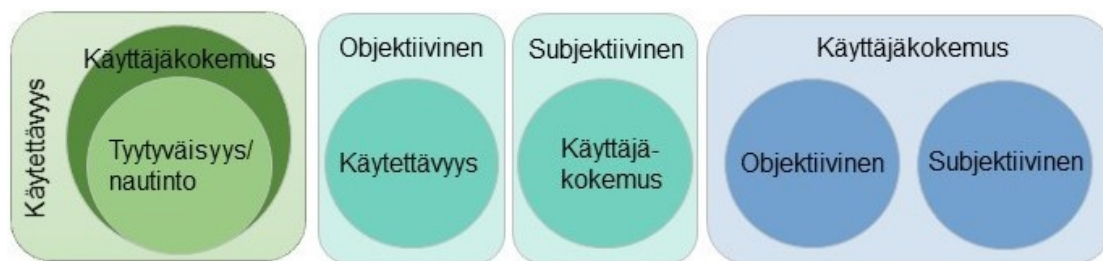 Käytettävyys
Käyttäjäkokemus
Tyytyväisyys/
nautinto
Objektiivinen
Käytettävyys
Subjektiivinen
Käyttäjä-
kokemus
Käyttäjäkokemus
Objektiivinen
Subjektiivinen